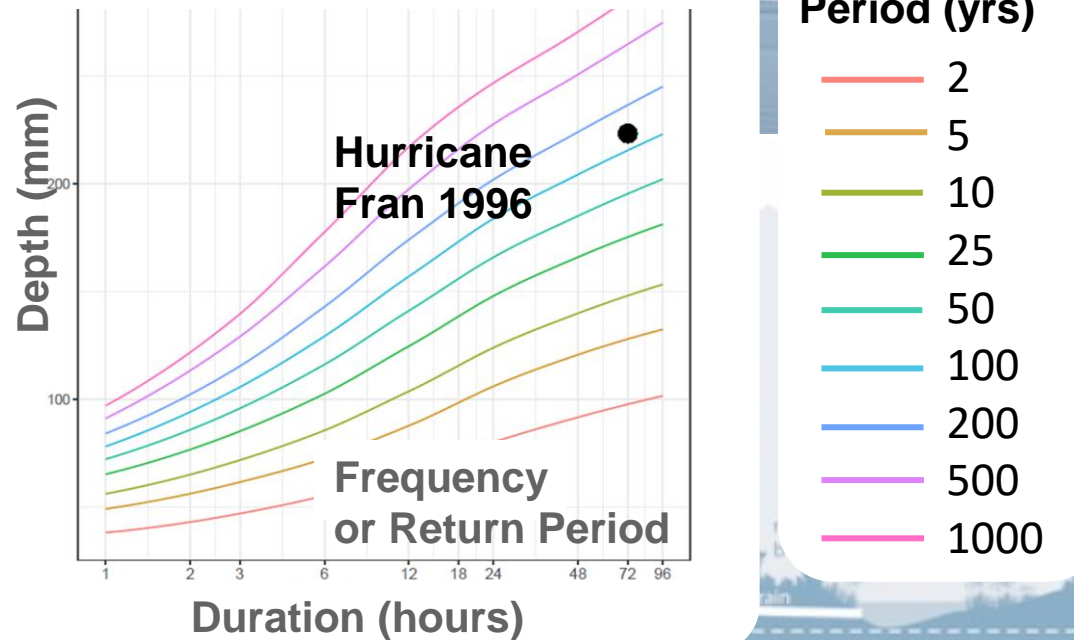 Period (yrs)
2
5
10
25
50
100
200
500
1000
Depth (mm)
200
100
Hurricane
Fran 1996
Frequency
or Return Period
1 2 3 6 12 18 24 48 72 96
Duration (hours)